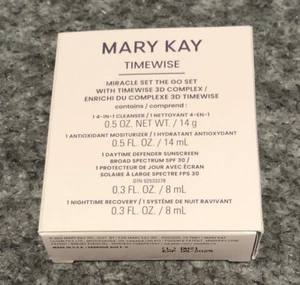 MARY KAY
TIMEWISE
MIRACLE SET THE GO SET
WITH TIMEWISE 3D COMPLEX /
ENRICHI DU COMPLEXE 3D TIMEWISE
contains / comprend :
1 4-IN-1 CLEANSER / 1 NETTOYANT 4-EN-1
0.5 OZ. NET WT. / 14 g
1 ANTIOXIDANT MOISTURIZER / 1 HYDRATANT ANTIOXYDANT
0.5 FL. OZ. / 14 mL
1 DAYTIME DEFENDER SUNSCREEN
BROAD SPECTRUM SPF 30 /
1 PROTECTEUR DE JOUR AVEC ÉCRAN
SOLAIRE À LARGE SPECTRE FPS 30
0.3 FL. OZ. / 8 mL
1 NIGHTTIME RECOVERY / 1 SYSTÈME DE NUIT RAVIVANT
0.3 FL. OZ. / 8 mL